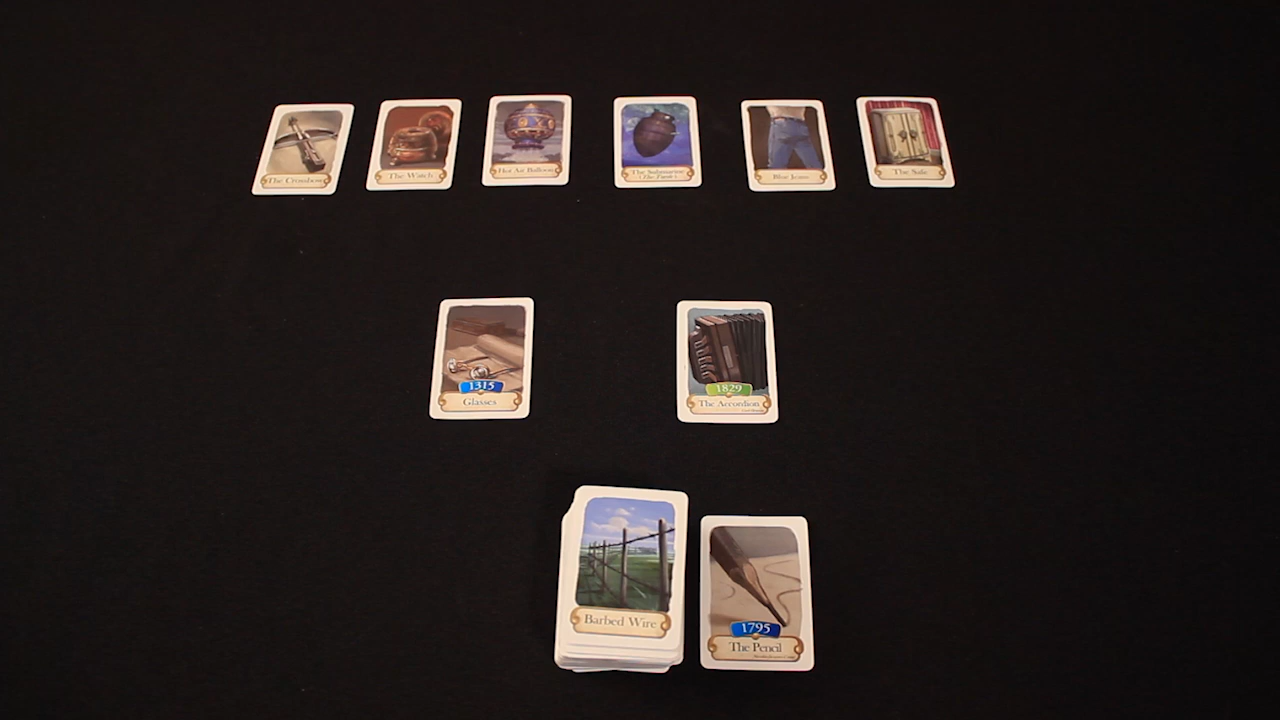 The Crossbow
The Watch
Hot Air Balloon
The Submarine
(The Turtle)
Blue Jeans
The Safe
1315
Glasses
1829
The Accordion
Barbed Wire
1795
The Pencil